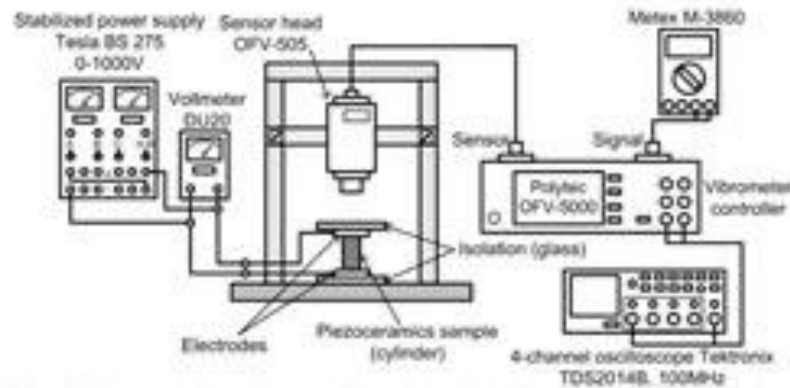 Stabilized power supply
Tesla BS 275
0-1000V
Sensor head
OFV-505
Voltmeter
DU20
Metex M-3860
Sensor
Signal
Polytec
OFV-5000
Vibrometer
controller
Isolation (glass)
Electrodes
Piezoceramics sample
(cylinder)
4-channel oscilloscope Tektronix
TDS2014B, 100MHz